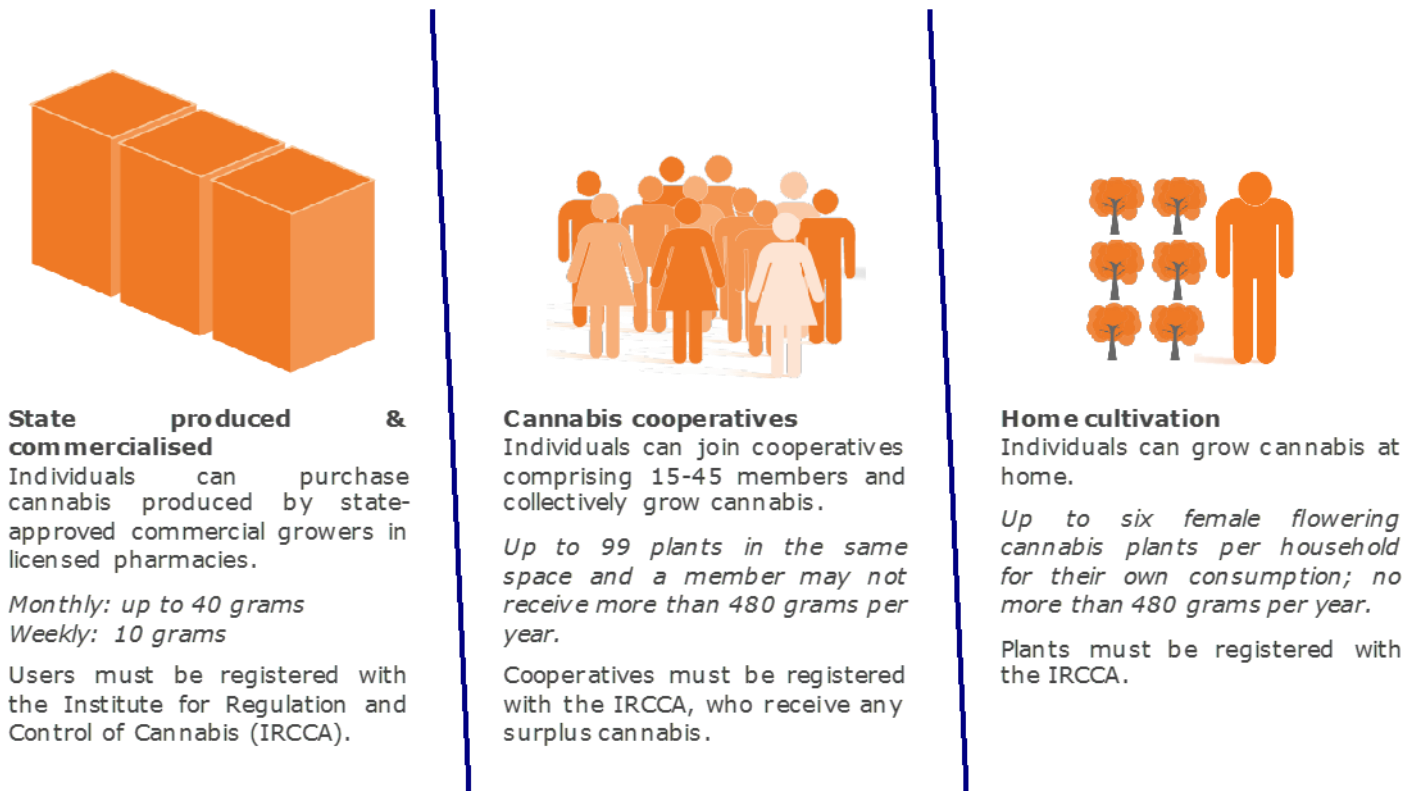 State produced &
commercialised
Individuals can purchase
cannabis produced by state-
approved commercial growers in
licensed pharmacies.
Monthly: up to 40 grams
Weekly: 10 grams
Users must be registered with
the Institute for Regulation and
Control of Cannabis (IRCCA).
Cannabis cooperatives
Individuals can join cooperatives
comprising 15-45 members and
collectively grow cannabis.
Up to 99 plants in the same
space and a member may not
receive more than 480 grams per
year.
Cooperatives must be registered
with the IRCCA, who receive any
surplus cannabis.
Home cultivation
Individuals can grow cannabis at
home.
Up to six female flowering
cannabis plants per household
for their own consumption; no
more than 480 grams per year.
Plants must be registered with
the IRCCA.